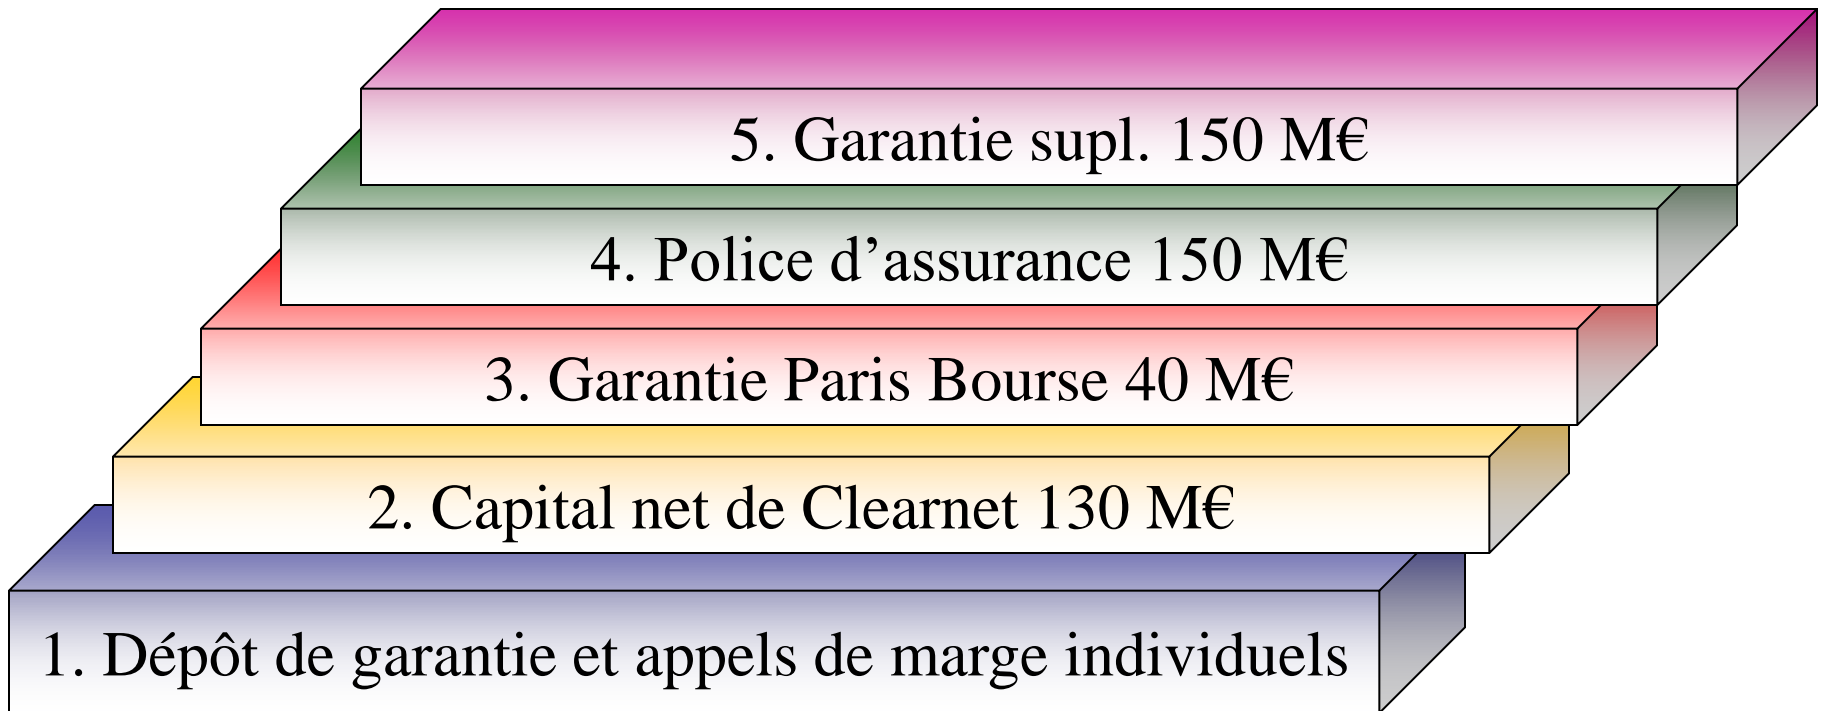 5. Garantie supl. 150 M€
4. Police d’assurance 150 M€
3. Garantie Paris Bourse 40 M€
2. Capital net de Clearnet 130 M€
1. Dépôt de garantie et appels de marge individuels